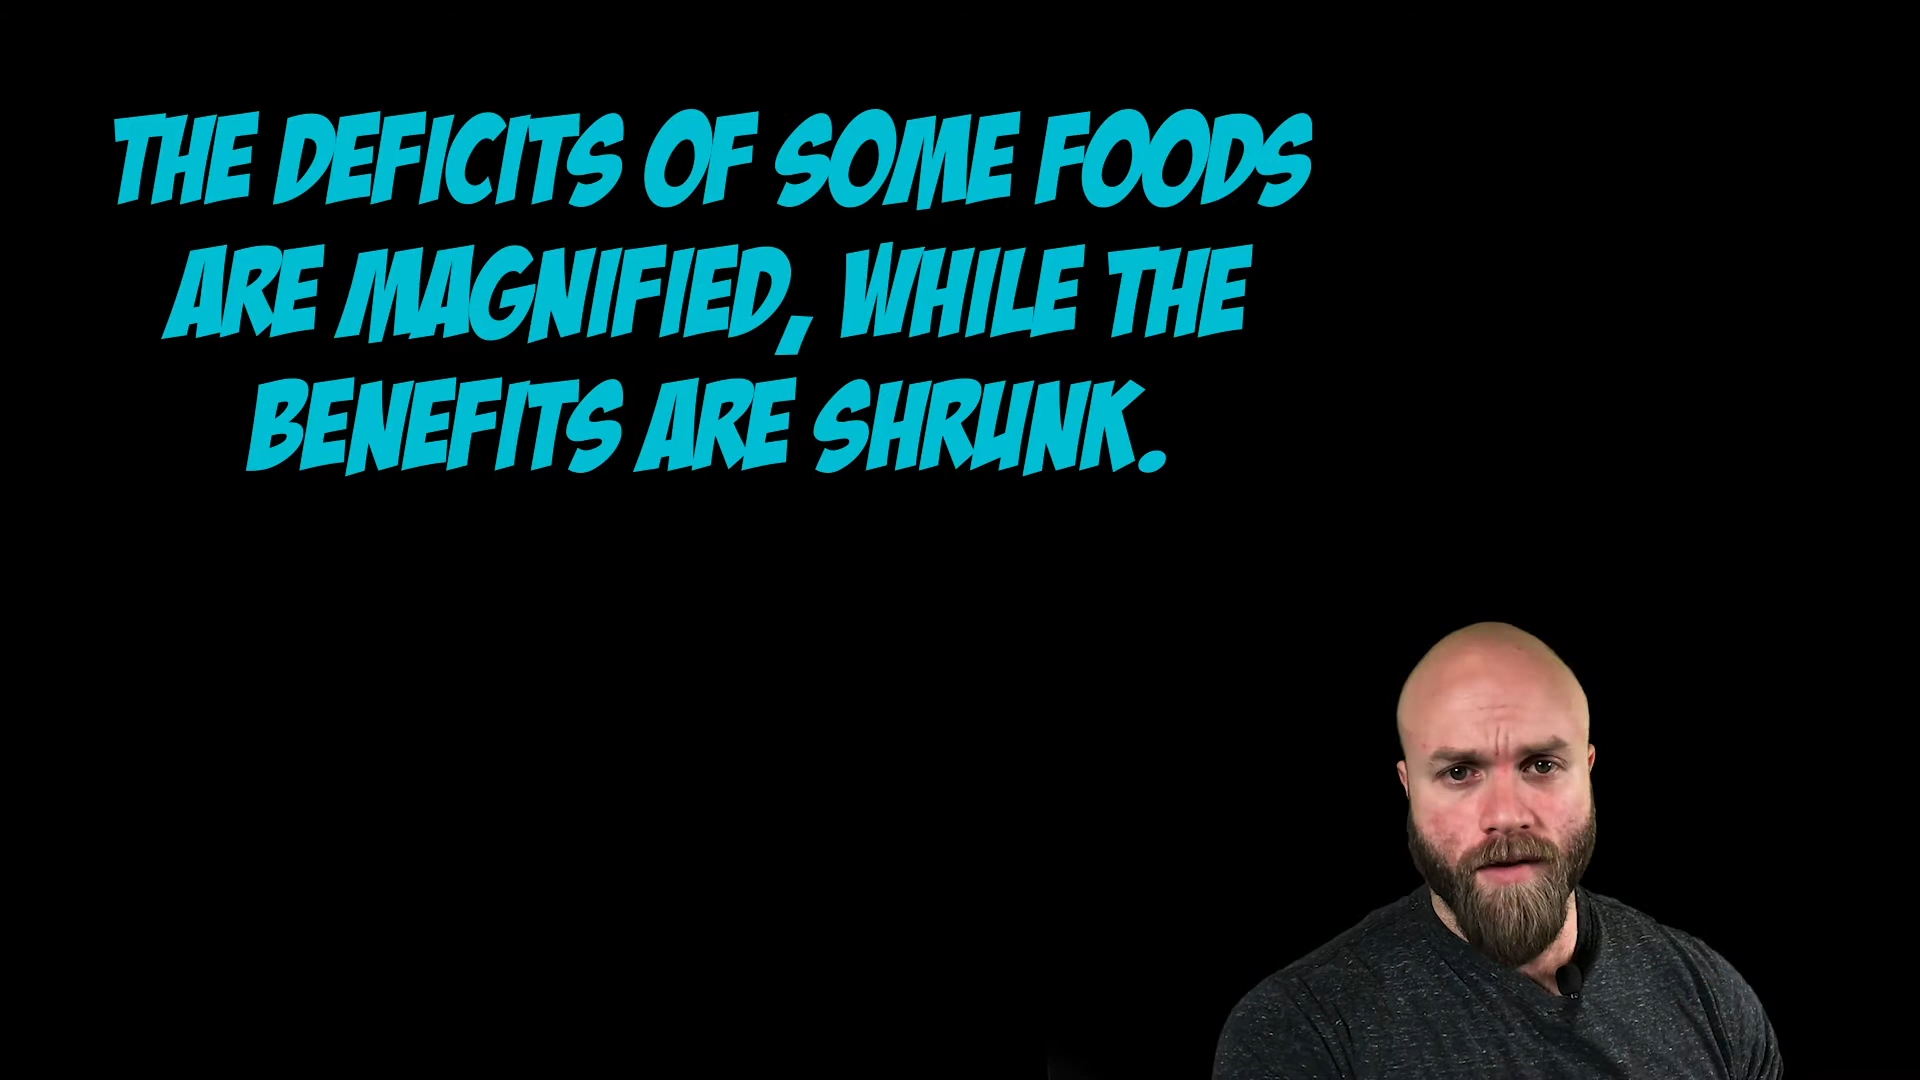 THE DEFICITS OF SOME FOODS
ARE MAGNIFIED, WHILE THE
BENEFITS ARE SHRUNK.